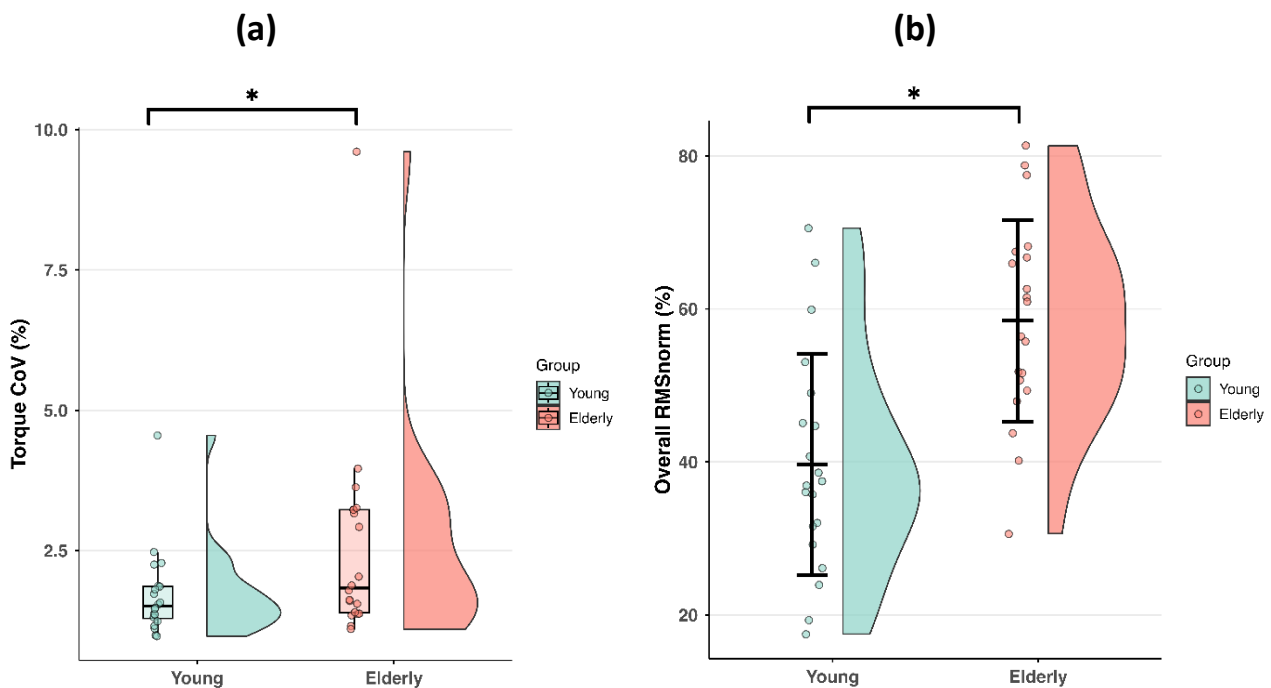 (a)
*
10.0
7.5
5.0
2.5
Torque CoV (%)
Young
Elderly
Group
Young
Elderly
(b)
*
80
60
40
20
Overall RMSnorm (%)
Young
Elderly
Group
Young
Elderly